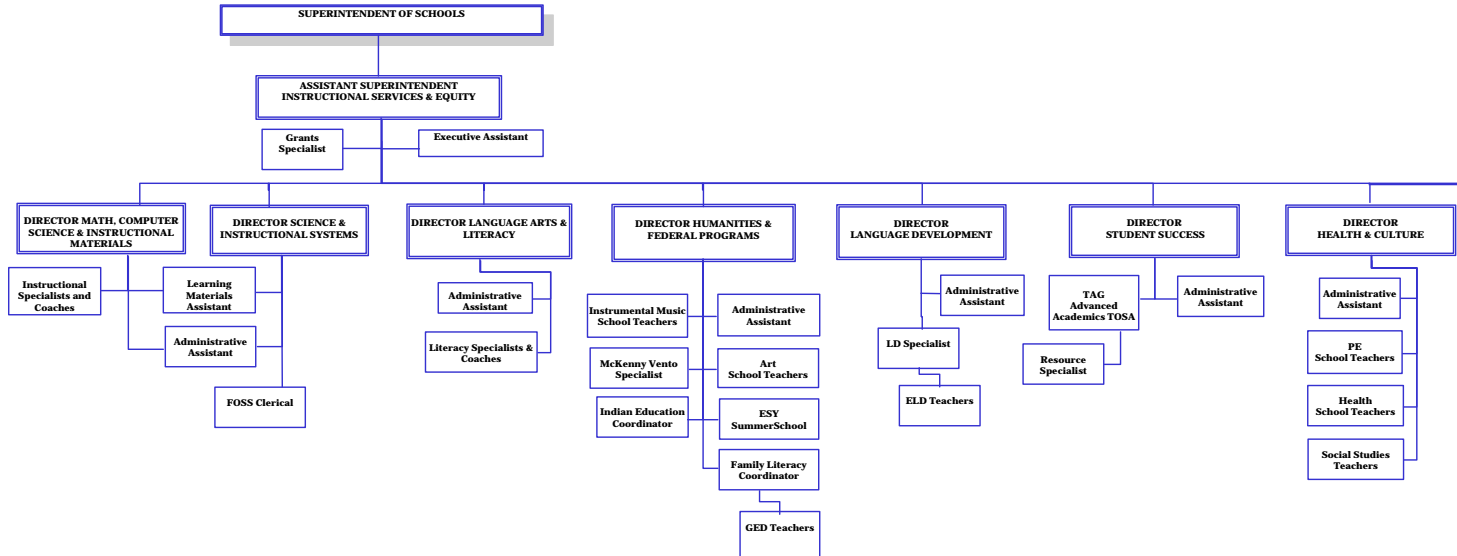 SUPERINTENDENT OF SCHOOLS
ASSISTANT SUPERINTENDENT
INSTRUCTIONAL SERVICES & EQUITY
Grants
Specialist
Executive Assistant
DIRECTOR MATH, COMPUTER
SCIENCE & INSTRUCTIONAL
MATERIALS
DIRECTOR SCIENCE &
INSTRUCTIONAL SYSTEMS
DIRECTOR LANGUAGE ARTS &
LITERACY
DIRECTOR HUMANITIES &
FEDERAL PROGRAMS
DIRECTOR
LANGUAGE DEVELOPMENT
DIRECTOR
STUDENT SUCCESS
DIRECTOR
HEALTH & CULTURE
Instructional
Specialists and
Coaches
Learning
Materials
Assistant
Administrative
Assistant
FOSS Clerical
Administrative
Assistant
Literacy Specialists &
Coaches
Instrumental Music
School Teachers
Administrative
Assistant
McKenny Vento
Specialist
Art
School Teachers
Indian Education
Coordinator
ESY
SummerSchool
Family Literacy
Coordinator
GED Teachers
Administrative
Assistant
LD Specialist
ELD Teachers
TAG
Advanced
Academics TOSA
Administrative
Assistant
Resource
Specialist
Administrative
Assistant
PE
School Teachers
Health
School Teachers
Social Studies
Teachers